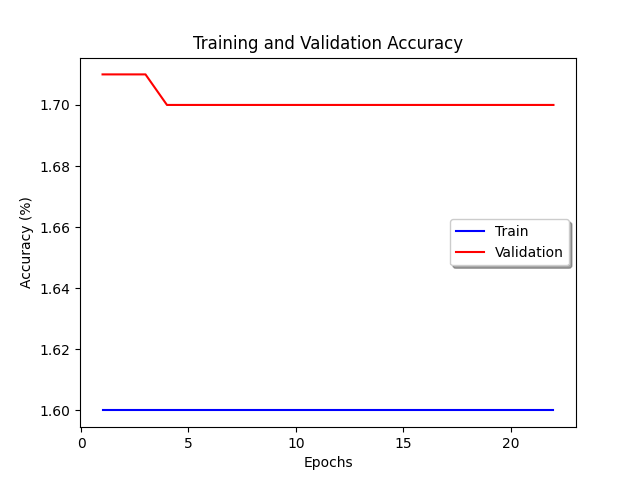 Training and Validation Accuracy
Accuracy (%)
1.70
1.68
1.66
1.64
1.62
1.60
Train
Validation
0
5
10
15
20
Epochs